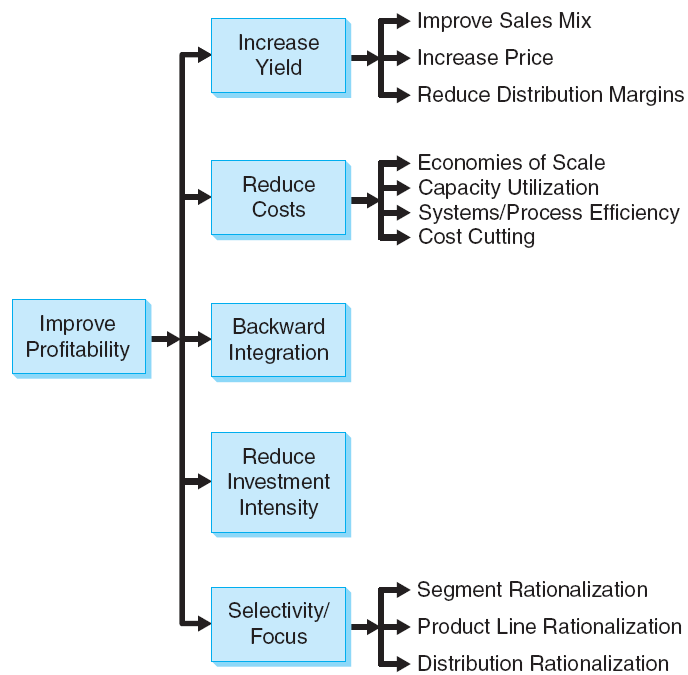 Increase
Yield
Improve Sales Mix
Increase Price
Reduce Distribution Margins
Reduce
Costs
Economies of Scale
Capacity Utilization
Systems/Process Efficiency
Cost Cutting
Improve
Profitability
Backward
Integration
Reduce
Investment
Intensity
Selectivity/
Focus
Segment Rationalization
Product Line Rationalization
Distribution Rationalization